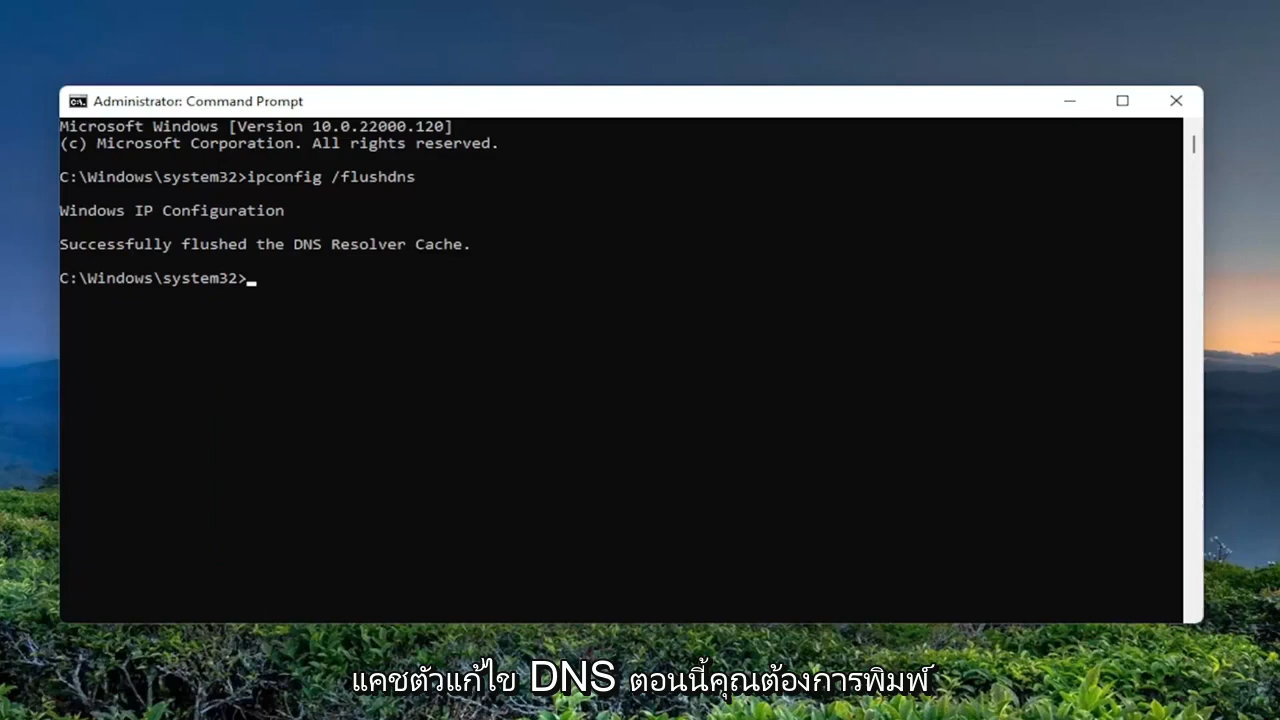 Administrator: Command Prompt
Microsoft Windows [Version 10.0.22000.120]
(c) Microsoft Corporation. All rights reserved.
C:\Windows\system32>ipconfig /flushdns
Windows IP Configuration
Successfully flushed the DNS Resolver Cache.
C:\Windows\system32>
แคชตัวแก้ไข DNS ตอนนี้คุณต้องการพิมพ์